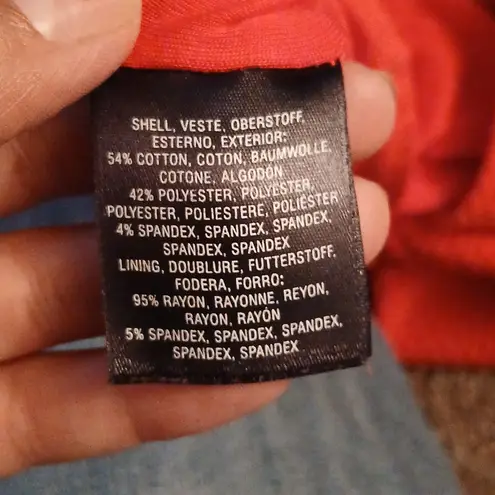 SHELL, VESTE, OBERSTOFF,
ESTERNO, EXTERIOR:
54% COTTON, COTON, BAUMWOLLE,
COTONE, ALGODON
42% POLYESTER, POLYESTER,
POLYESTER, POLIESTERE, POLIÉSTER
4% SPANDEX, SPANDEX, SPANDEX,
SPANDEX, SPANDEX
LINING, DOUBLURE, FUTTERSTOFF,
FODERA, FORRO:
95% RAYON, RAYONNE, REYON,
RAYON, RAYÓN
5% SPANDEX, SPANDEX, SPANDEX,
SPANDEX, SPANDEX